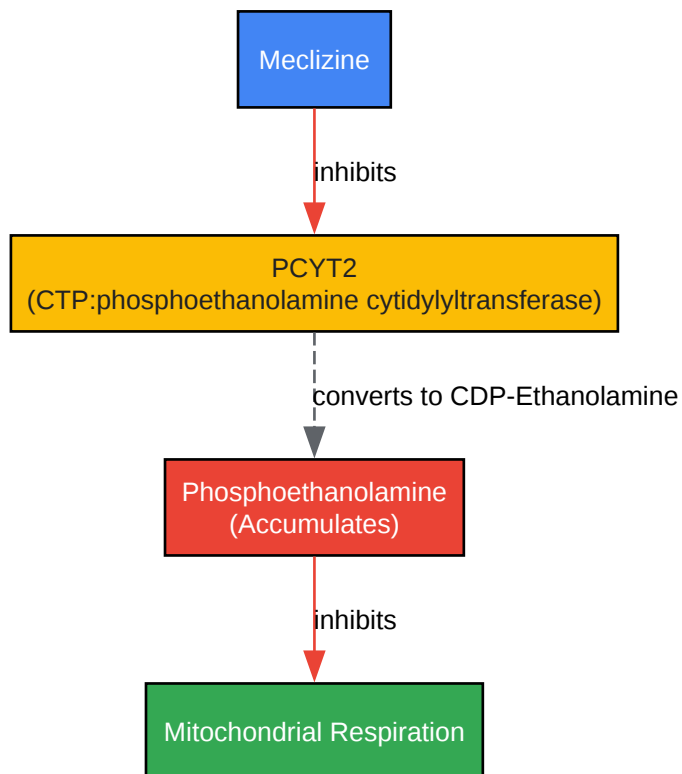 Meclizine
inhibits
PCYT2
(CTP:phosphoethanolamine cytidylyltransferase)
converts to CDP-Ethanolamine
Phosphoethanolamine
(Accumulates)
inhibits
Mitochondrial Respiration